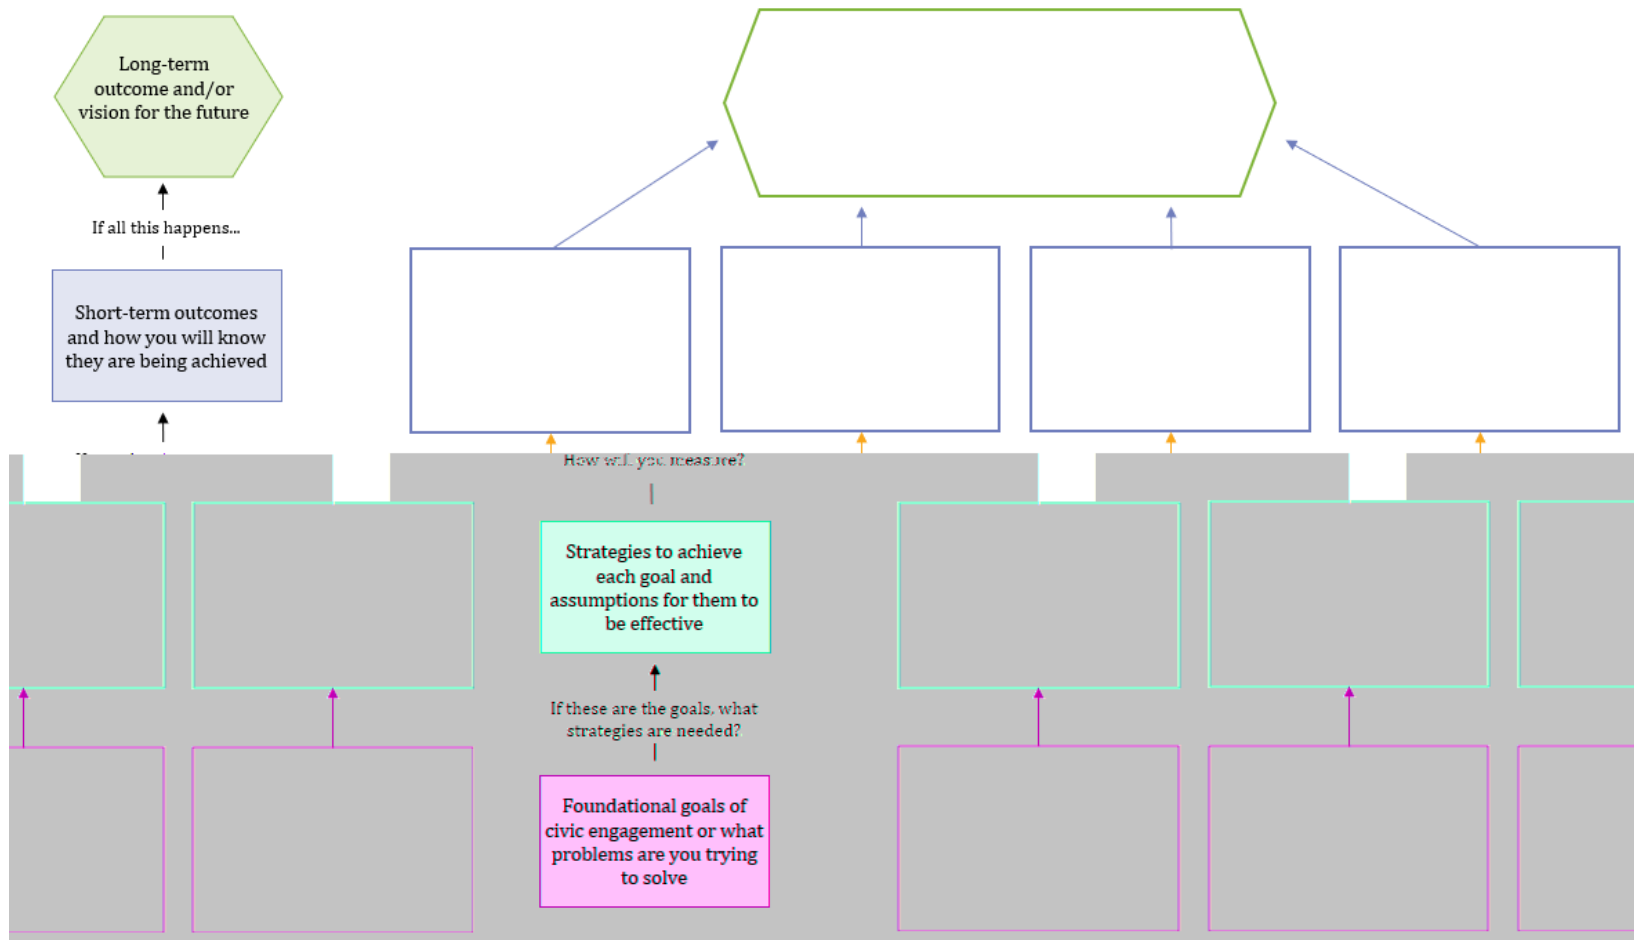 Long-term
outcome and/or
vision for the future
If all this happens...
Short-term outcomes
and how you will know
they are being achieved
How will you measure?
Strategies to achieve
each goal and
assumptions for them to
be effective
If these are the goals, what
strategies are needed?
Foundational goals of
civic engagement or what
problems are you trying
to solve